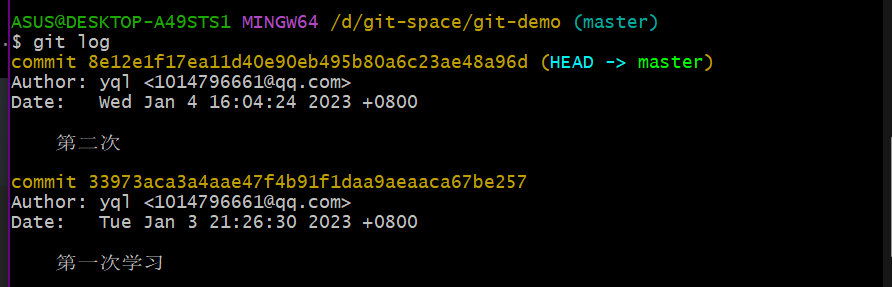 ASUS@DESKTOP-A49STS1 MINGW64 /d/git-space/git-demo (master)
$ git log
commit 8e12e1f17ea11d40e90eb495b80a6c23ae48a96d (HEAD -> master)
Author: yql <1014796661@qq.com>
Date:   Wed Jan 4 16:04:24 2023 +0800
第二次
commit 33973aca3a4aae47f4b91f1daa9aeaaca67be257
Author: yql <1014796661@qq.com>
Date:   Tue Jan 3 21:26:30 2023 +0800
第一次学习